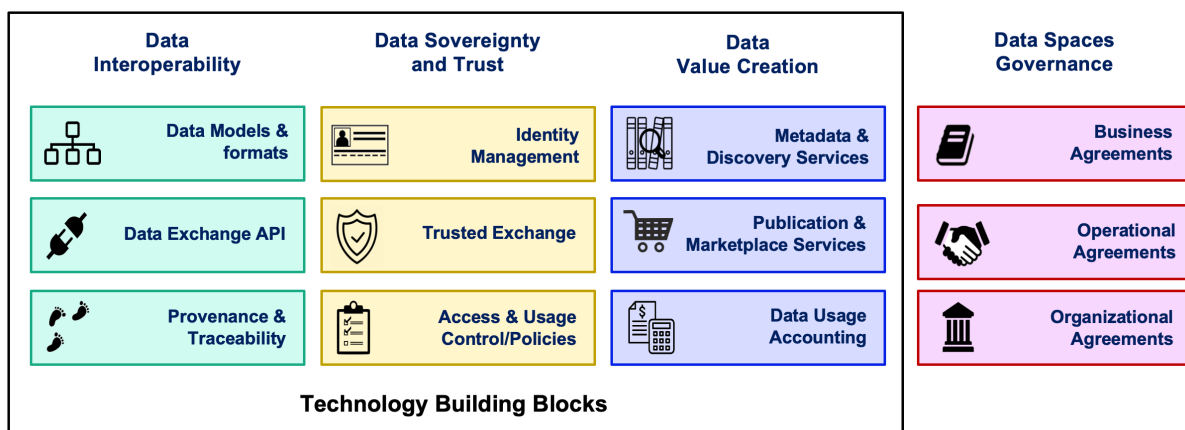 Data
Interoperability
Data Models &
formats
Data Exchange API
Provenance &
Traceability
Data Sovereignty
and Trust
Identity
Management
Trusted Exchange
Access & Usage
Control/Policies
Data
Value Creation
Metadata &
Discovery Services
Publication &
Marketplace Services
$
Data Usage
Accounting
Technology Building Blocks
Data Spaces
Governance
Business
Agreements
Operational
Agreements
Organizational
Agreements